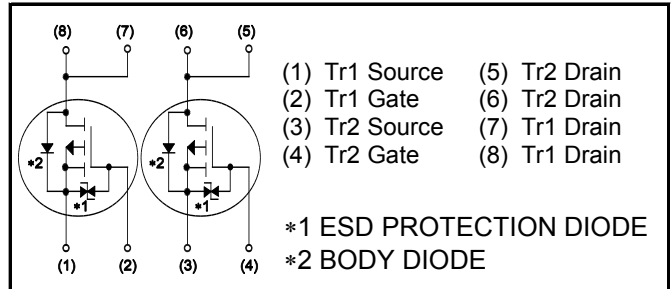 (8) (7) (6) (5)
*2 *2
*1 *1
(1) (2) (3) (4)
(1) Tr1 Source (5) Tr2 Drain
(2) Tr1 Gate (6) Tr2 Drain
(3) Tr2 Source (7) Tr1 Drain
(4) Tr2 Gate (8) Tr1 Drain
∗1 ESD PROTECTION DIODE
∗2 BODY DIODE